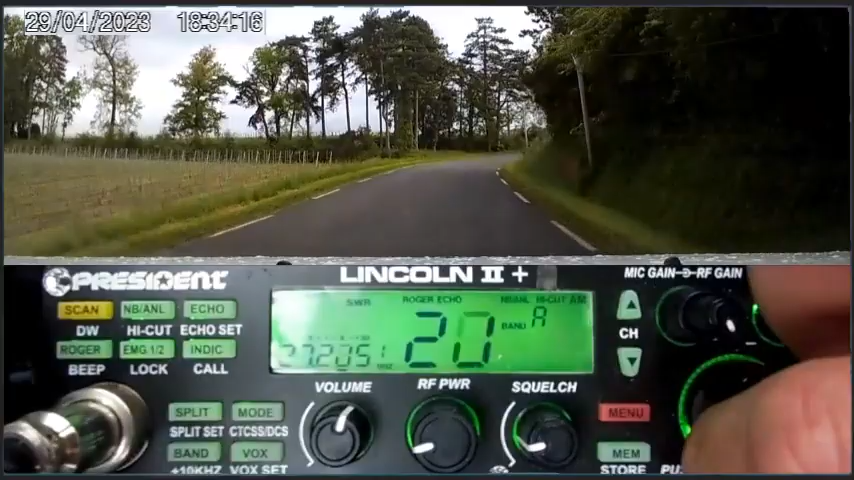 29/04/2023 18:34:16
PRESIDENT LINCOLN II + MIC GAIN RF GAIN
SCAN NB/ANL ECHO
DW HI-CUT ECHO SET
ROGER EMG 1/2 INDIC
BEEP LOCK CALL
SWR ROGER ECHO NB/ANL HI-CUT AM
20 BAND A
27.205.1
CH
VOLUME RF PWR SQUELCH
SPLIT MODE
SPLIT SET CTCSS/DCS
BAND VOX
+10KHZ VOX SET
MENU
MEM
STORE